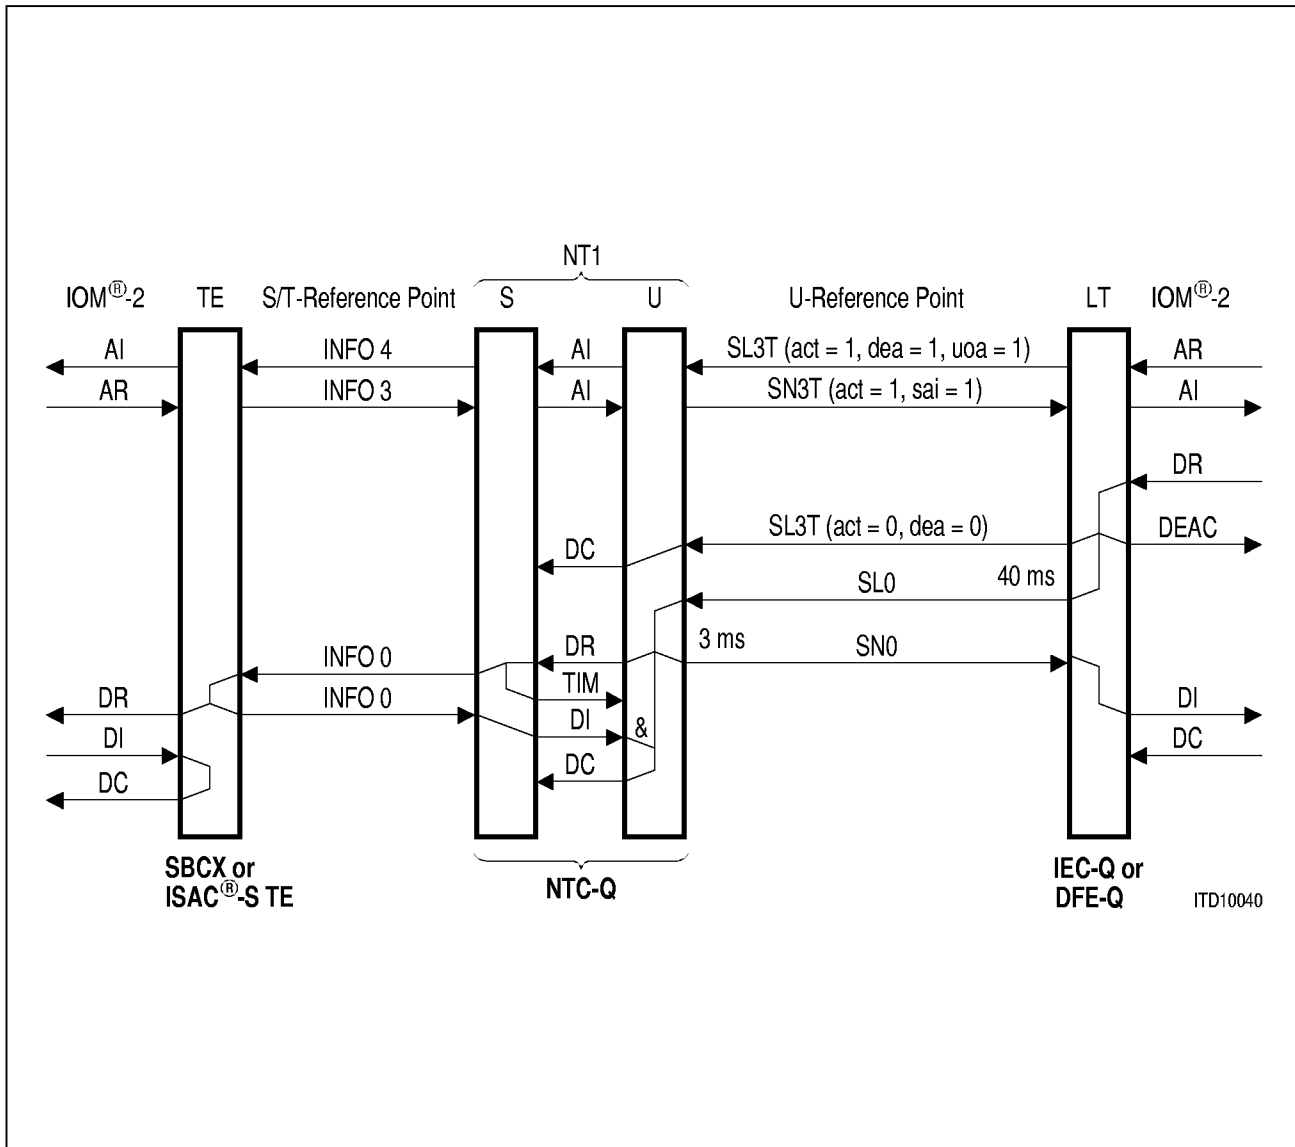 NT1
IOM®-2 TE S/T-Reference Point S U U-Reference Point LT IOM®-2
AI INFO 4 AI SL3T (act = 1, dea = 1, uoa = 1) AR
AR INFO 3 AI SN3T (act = 1, sai = 1) AI
DR
SL3T (act = 0, dea = 0) DEAC
DC
40 ms
SL0
3 ms
DR SN0
INFO 0
TIM
DR INFO 0 DI & DI
DI DC
DC DC
SBCX or
ISAC®-S TE
NTC-Q
IEC-Q or
DFE-Q
ITD10040